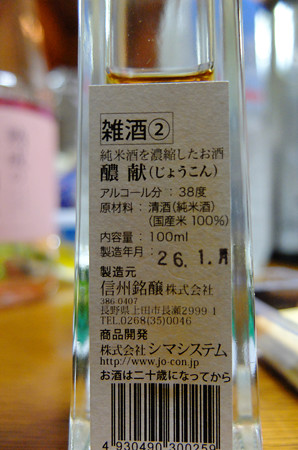 雑酒②
純米酒を濃縮したお酒
醲献(じょうこん)
アルコール分：38度
原材料：清酒(純米酒)
(国産米100%)
内容量：100ml
製造年月：26.1.月
製造元
信州銘醸株式会社
386-0407
長野県上田市長瀬2999-1
TEL.0268(35)0046
商品開発
株式会社シマシステム
http://www.jo-con.jp
お酒は二十歳になってから
4930490300259